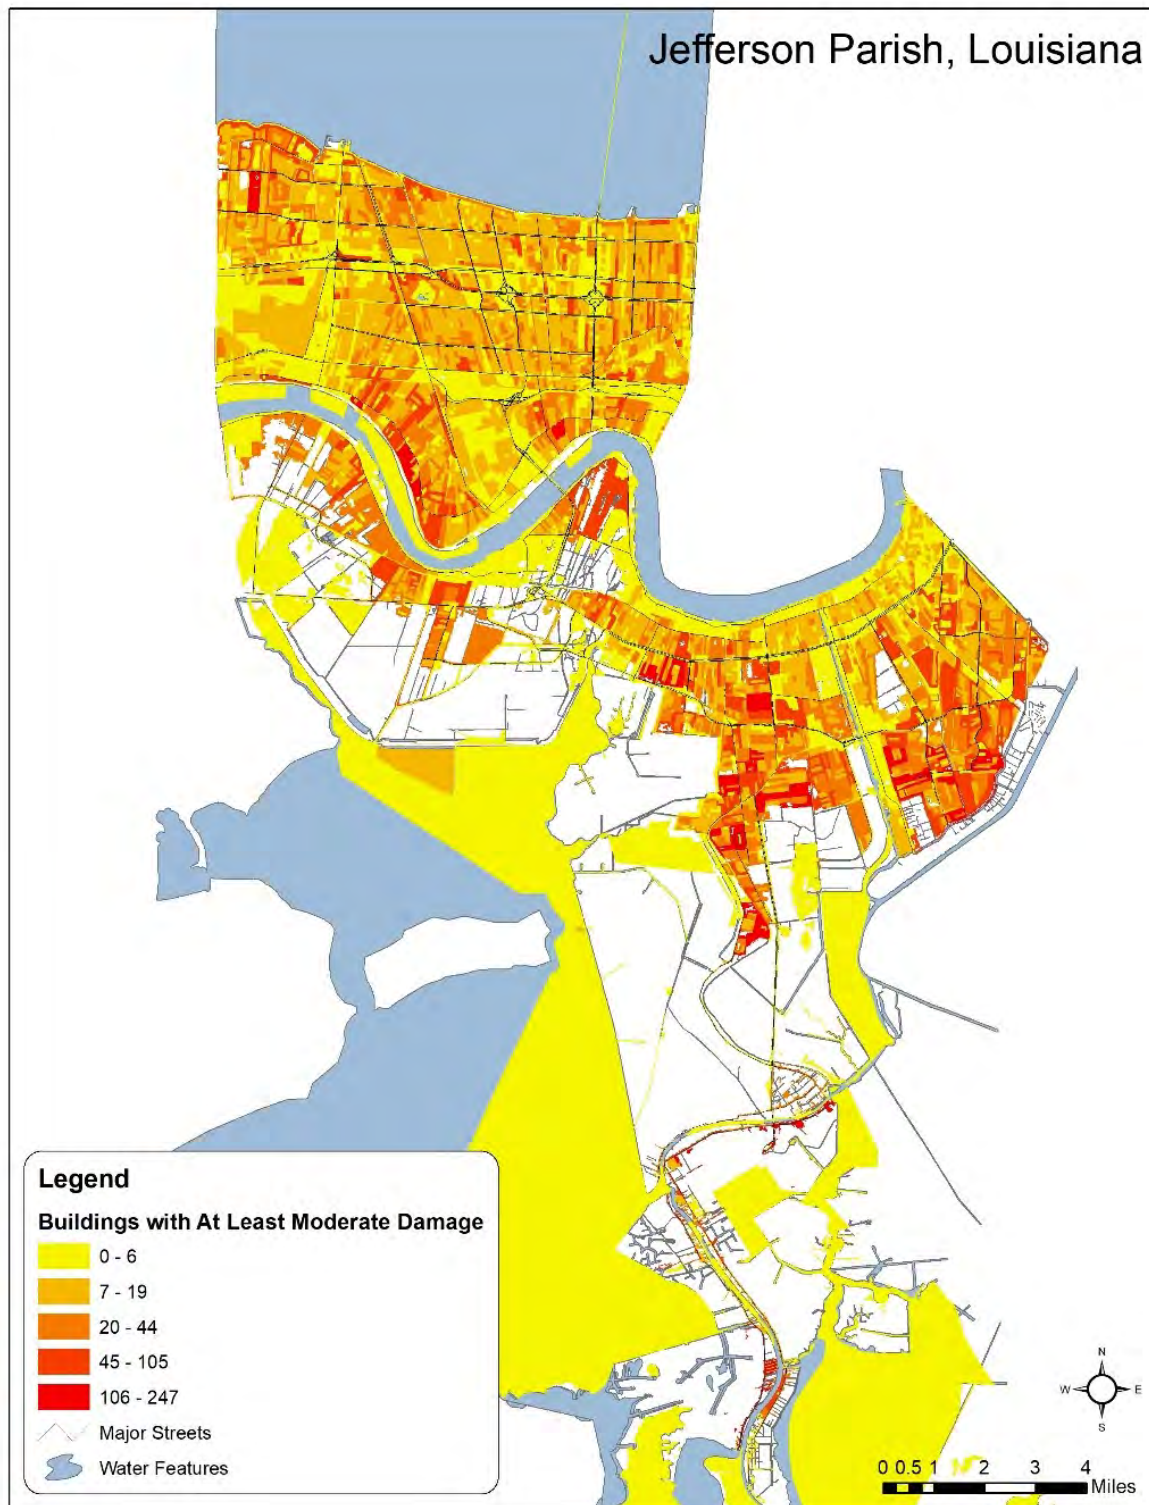 Jefferson Parish, Louisiana
Legend
Buildings with At Least Moderate Damage
0 - 6
7 - 19
20 - 44
45 - 105
106 - 247
Major Streets
Water Features
N
W E
S
0 0.5 1 2 3 4
Miles